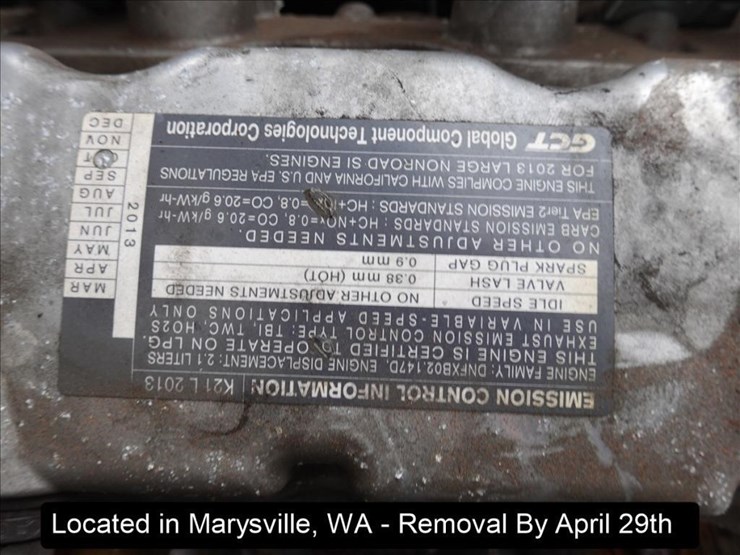 EMISSION CONTROL INFORMATION K21 L 2013
ENGINE FAMILY: DNFXB02.147D, ENGINE DISPLACEMENT: 2.1 LITERS
THIS ENGINE IS CERTIFIED TO OPERATE ON LPG.
EXHAUST EMISSION CONTROL TYPE: TBI, TWC, HO2S
USE IN VARIABLE-SPEED APPLICATIONS ONLY
IDLE SPEED NO OTHER ADJUSTMENTS NEEDED
VALVE LASH 0.38 mm (HOT)
SPARK PLUG GAP 0.9 mm
NO OTHER ADJUSTMENTS NEEDED.
CARB EMISSION STANDARDS : HC+NOx=0.8, CO=20.6 g/kW-hr
EPA Tier2 EMISSION STANDARDS : HC+NOx=0.8, CO=20.6 g/kW-hr
THIS ENGINE COMPLIES WITH CALIFORNIA AND U.S. EPA REGULATIONS
FOR 2013 LARGE NONROAD SI ENGINES.
GCT Global Component Technologies Corporation
2013
MAR
APR
MAY
JUN
JUL
AUG
SEP
OCT
NOV
DEC
Located in Marysville, WA - Removal By April 29th